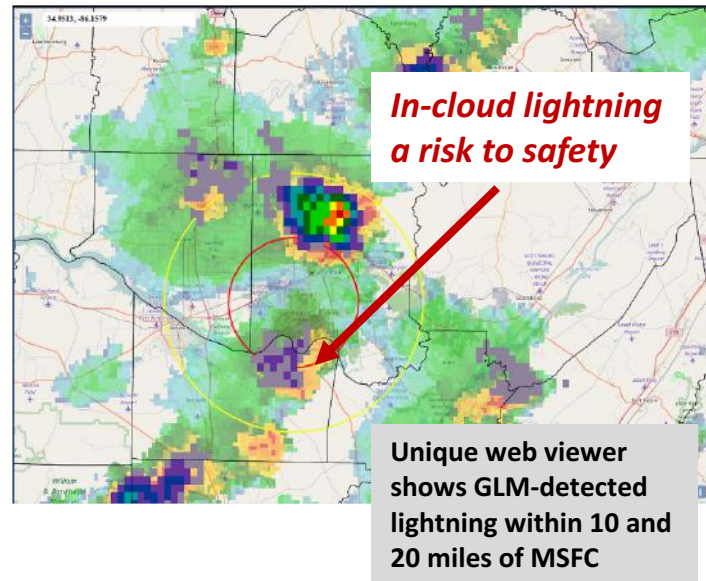 34.9513, -86.1579
In-cloud lightning
a risk to safety
Unique web viewer
shows GLM-detected
lightning within 10 and
20 miles of MSFC